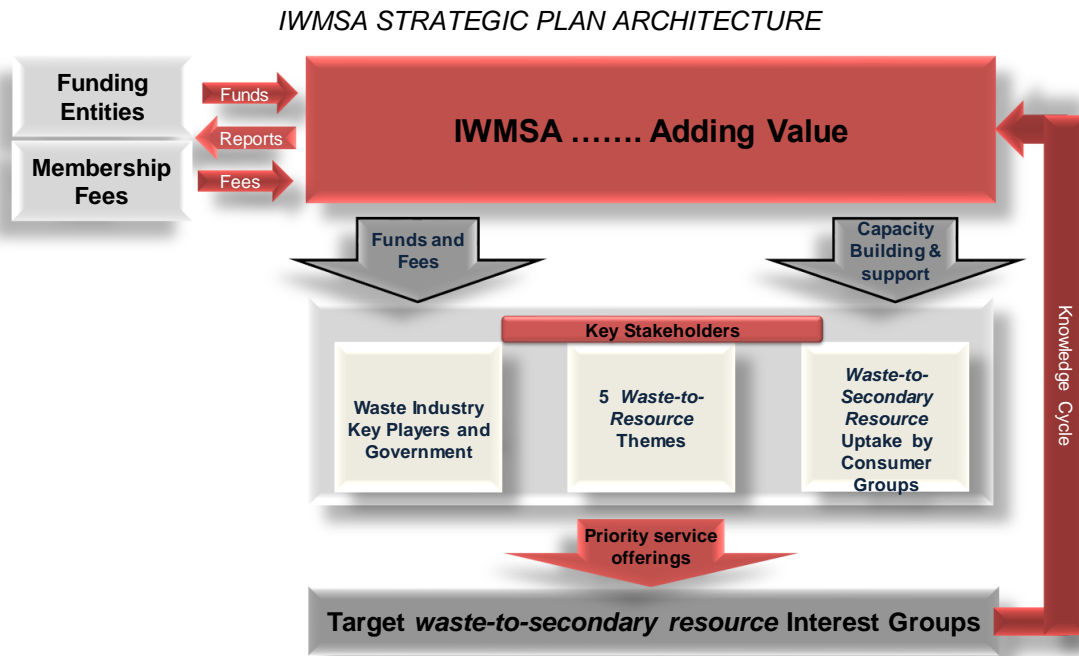 IWMSA STRATEGIC PLAN ARCHITECTURE
Funding
Entities
Membership
Fees
Funds
Reports
Fees
IWMSA ....... Adding Value
Funds and
Fees
Capacity
Building &
support
Key Stakeholders
Waste Industry
Key Players and
Government
5 Waste-to-
Resource
Themes
Waste-to-
Secondary
Resource
Uptake by
Consumer
Groups
Priority service
offerings
Target waste-to-secondary resource Interest Groups
Knowledge Cycle